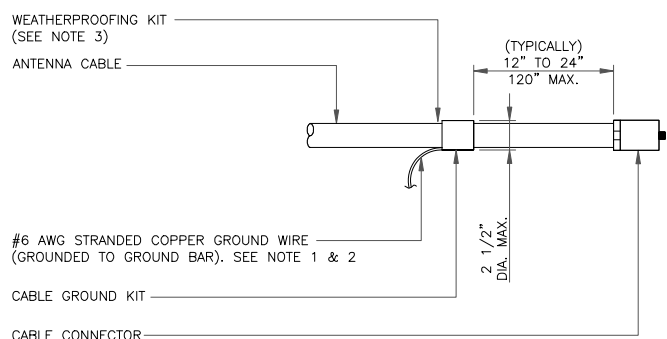 WEATHERPROOFING KIT
(SEE NOTE 3)
ANTENNA CABLE
(TYPICALLY)
12" TO 24"
120" MAX.
2 1/2"
DIA. MAX.
#6 AWG STRANDED COPPER GROUND WIRE
(GROUNDED TO GROUND BAR). SEE NOTE 1 & 2
CABLE GROUND KIT
CABLE CONNECTOR